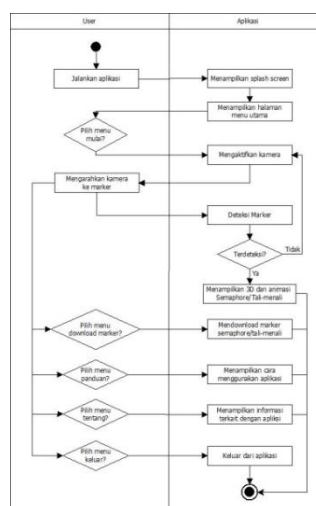 User
Aplikasi
Jalankan aplikasi
Menampilkan splash screen
Menampilkan halaman
menu utama
Pilih menu
mulai?
Mengaktifkan kamera
Mengarahkan kamera
ke marker
Deteksi Marker
Terdeteksi?
Tidak
Ya
Menampilkan 3D dan animasi
Semaphore/Tali-menali
Pilih menu
download marker?
Mendownload marker
semaphore/tali-menali
Pilih menu
panduan?
Menampilkan cara
menggunakan aplikasi
Pilih menu
tentang?
Menampilkan informasi
terkait dengan apliksi
Pilih menu
keluar?
Keluar dari aplikasi